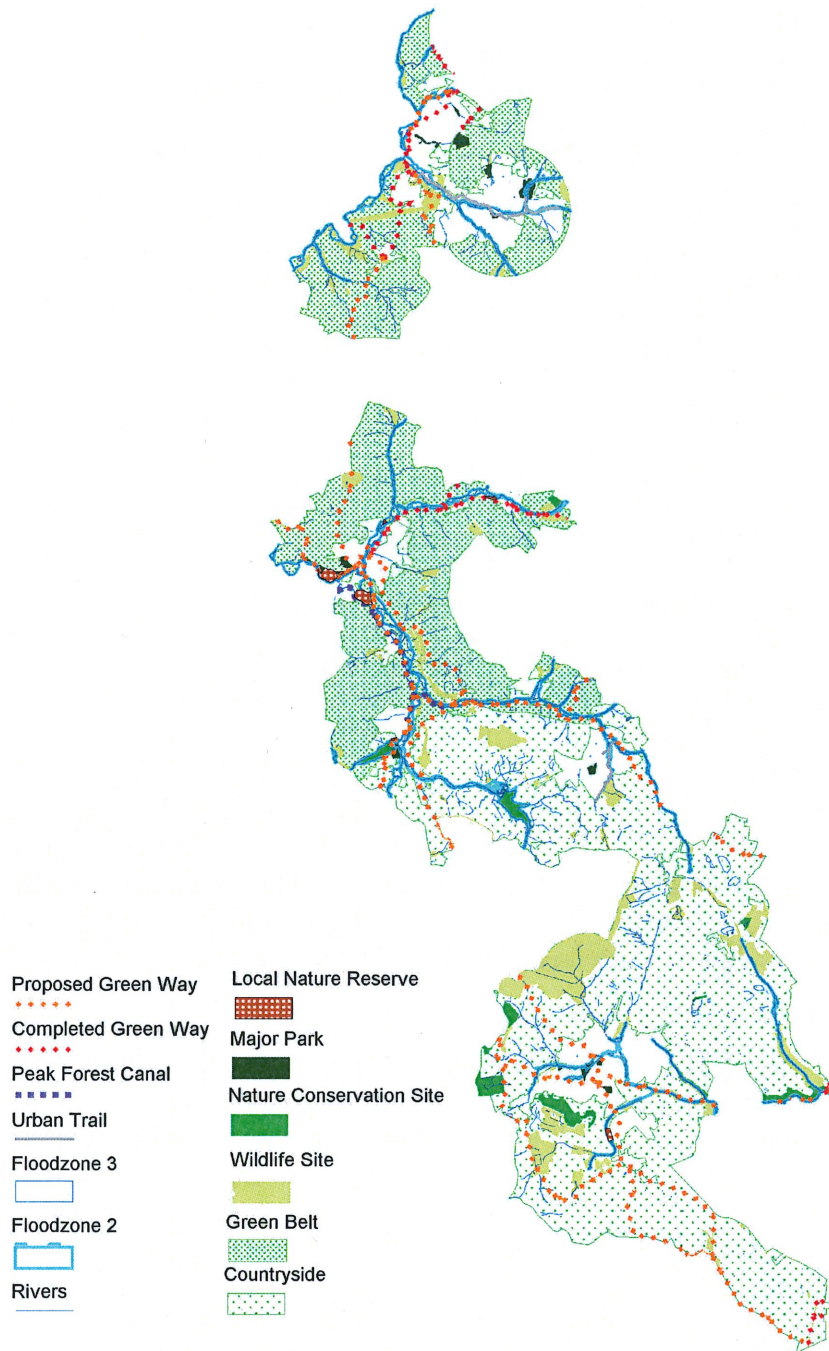 Proposed Green Way
Completed Green Way
Peak Forest Canal
Urban Trail
Floodzone 3
Floodzone 2
Rivers
Local Nature Reserve
Major Park
Nature Conservation Site
Wildlife Site
Green Belt
Countryside